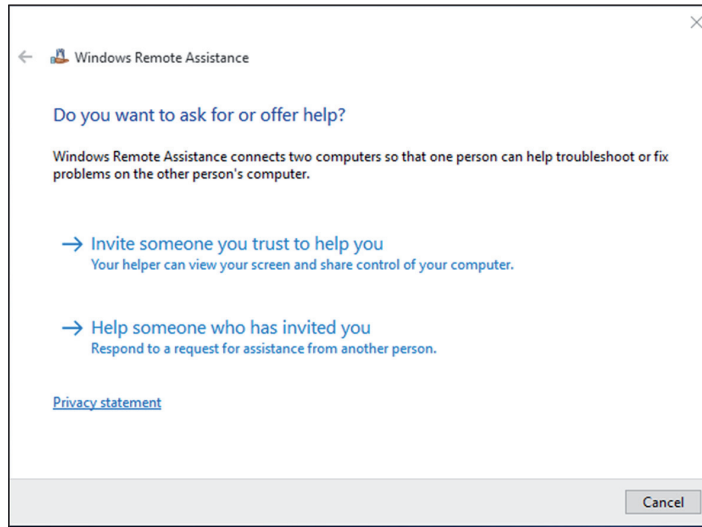 Windows Remote Assistance
Do you want to ask for or offer help?
Windows Remote Assistance connects two computers so that one person can help troubleshoot or fix
problems on the other person's computer.
Invite someone you trust to help you
Your helper can view your screen and share control of your computer.
Help someone who has invited you
Respond to a request for assistance from another person.
Privacy statement
Cancel